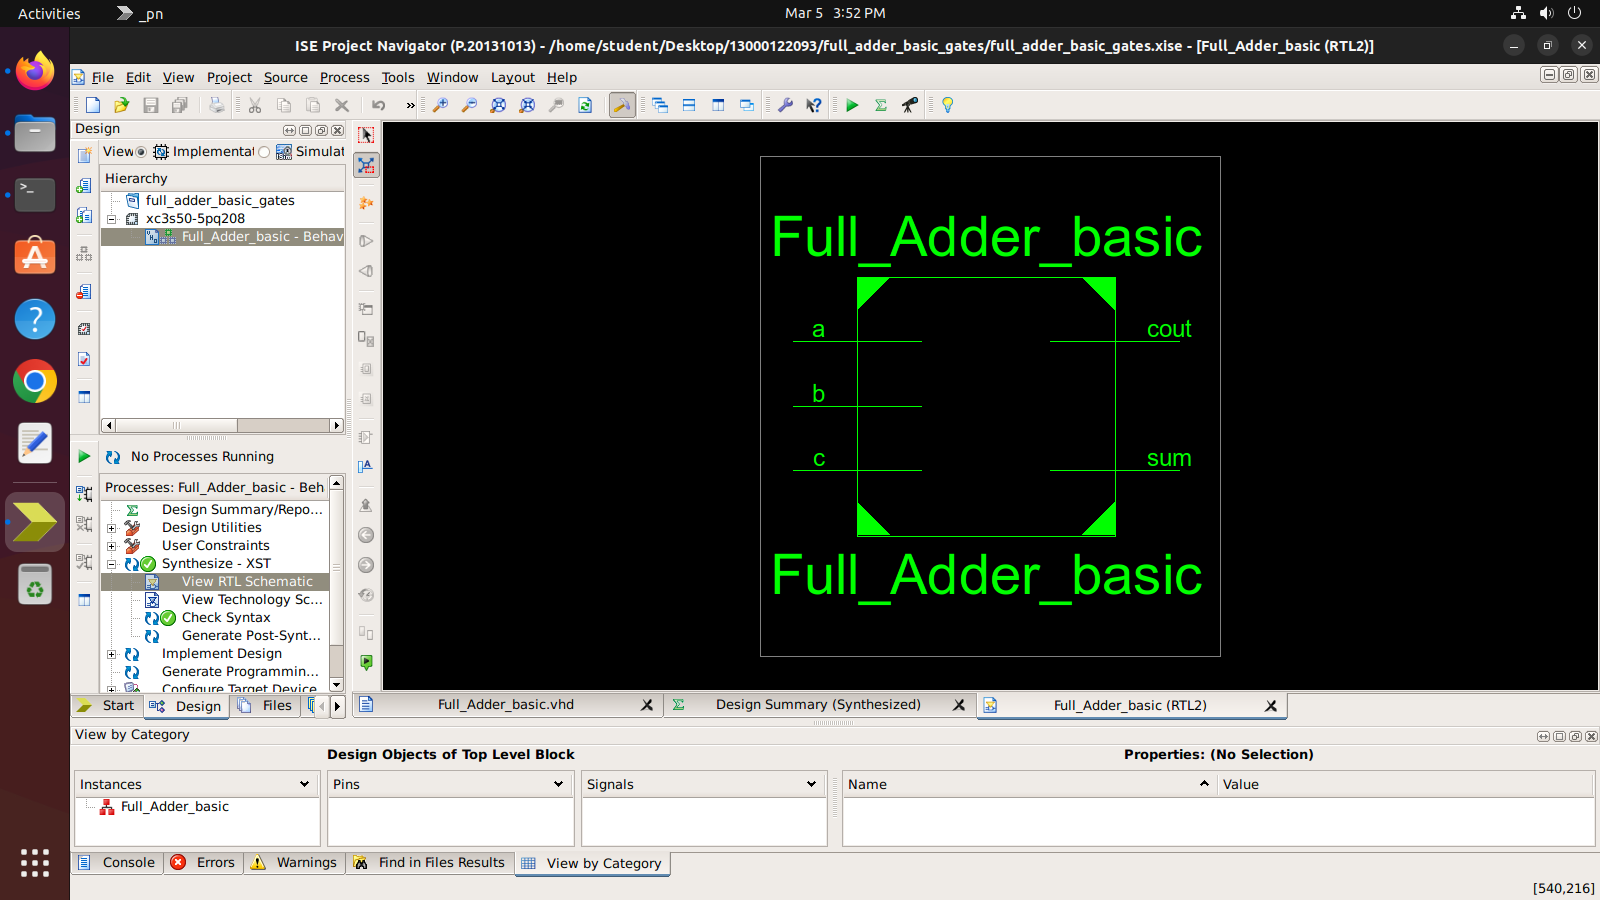 Activities
_pn
Mar 5 3:52 PM
ISE Project Navigator (P.20131013) - /home/student/Desktop/13000122093/full_adder_basic_gates/full_adder_basic_gates.xise - [Full_Adder_basic (RTL2)]
File Edit View Project Source Process Tools Window Layout Help
Design
View Implementat Simulat
Hierarchy
full_adder_basic_gates
xc3s50-5pq208
Full_Adder_basic - Behav
No Processes Running
Processes: Full_Adder_basic - Beh
Design Summary/Repo...
Design Utilities
User Constraints
Synthesize - XST
View RTL Schematic
View Technology Sc...
Check Syntax
Generate Post-Synt...
Implement Design
Generate Programmin...
Configure Target Device
Start Design Files
Full_Adder_basic
a
b
c
cout
sum
Full_Adder_basic
Full_Adder_basic.vhd
Design Summary (Synthesized)
Full_Adder_basic (RTL2)
View by Category
Design Objects of Top Level Block
Properties: (No Selection)
Instances
Pins
Signals
Name
Value
Full_Adder_basic
Console Errors Warnings Find in Files Results View by Category
[540,216]